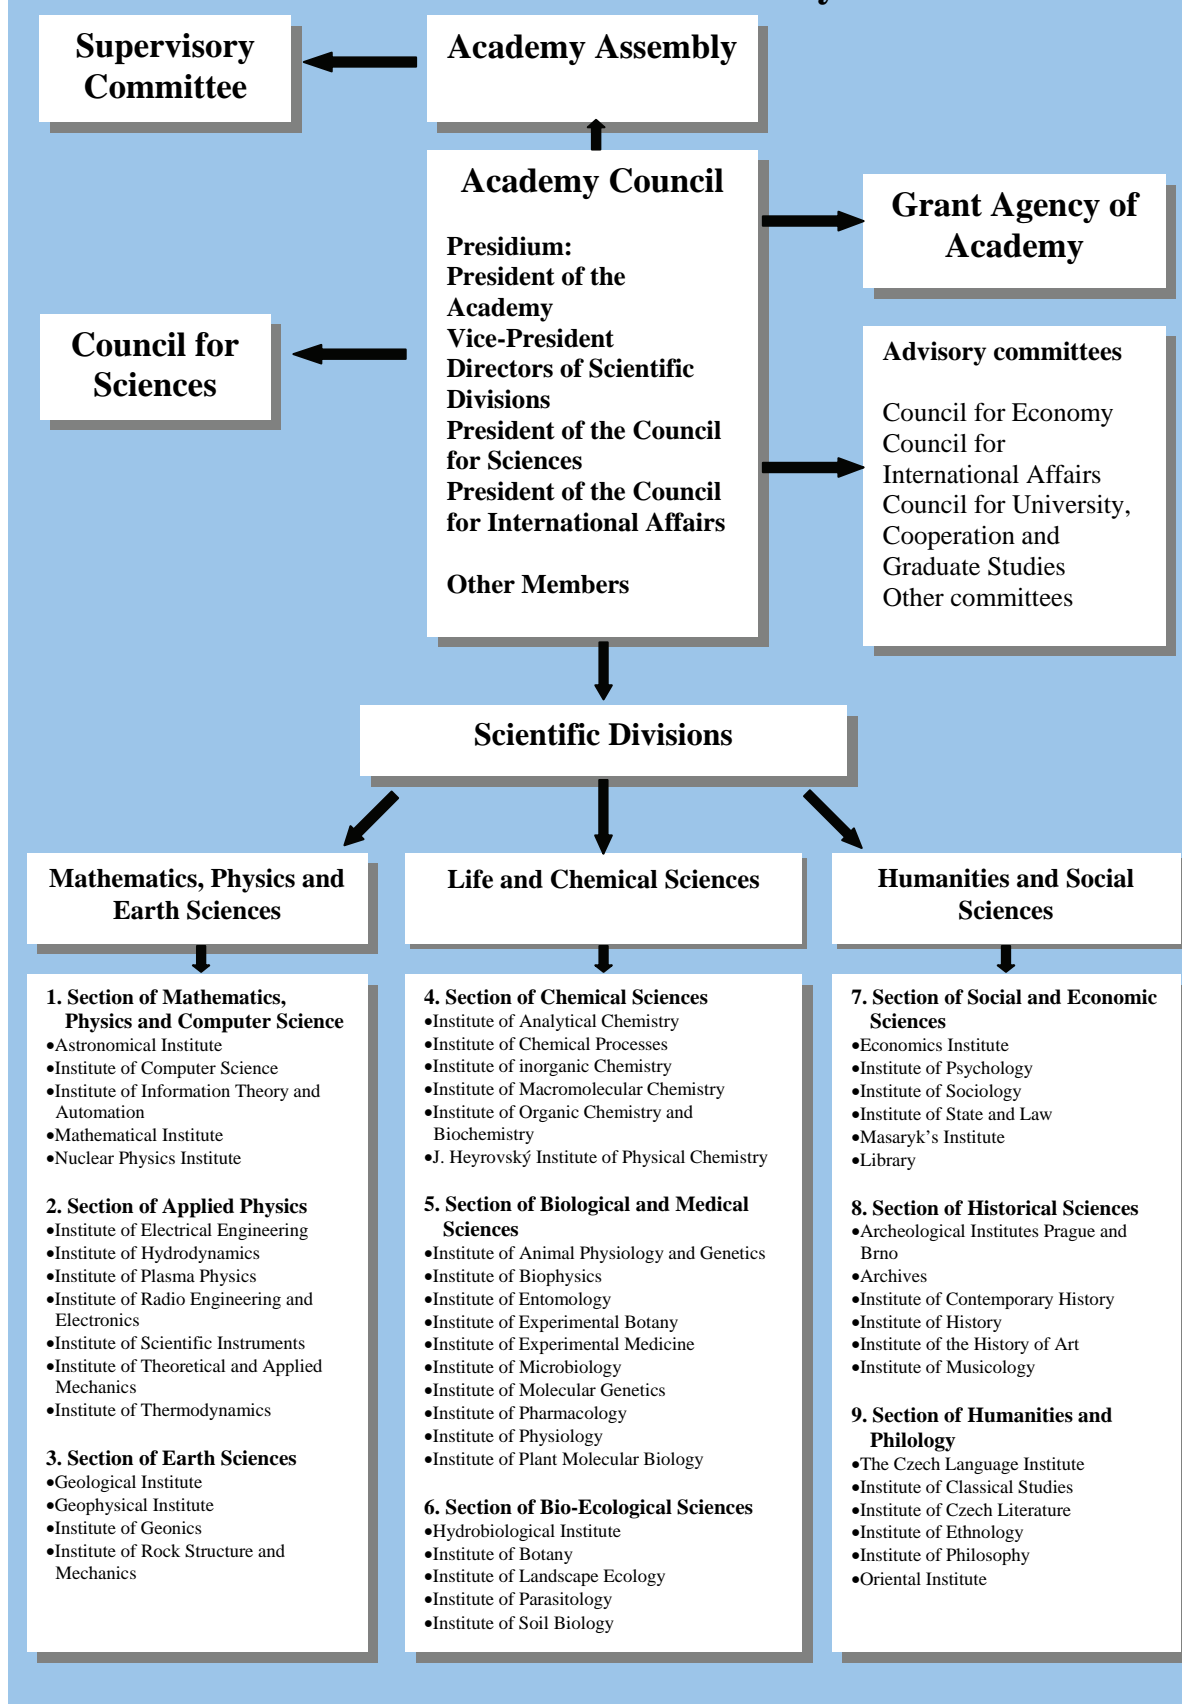 Supervisory
Committee
Academy Assembly
Academy Council
Presidium:
President of the
Academy
Vice-President
Directors of Scientific
Divisions
President of the Council
for Sciences
President of the Council
for International Affairs
Other Members
Grant Agency of
Academy
Council for
Sciences
Advisory committees
Council for Economy
Council for
International Affairs
Council for University,
Cooperation and
Graduate Studies
Other committees
Scientific Divisions
Mathematics, Physics and
Earth Sciences
Life and Chemical Sciences
Humanities and Social
Sciences
1. Section of Mathematics,
Physics and Computer Science
•Astronomical Institute
•Institute of Computer Science
•Institute of Information Theory and
Automation
•Mathematical Institute
•Nuclear Physics Institute
2. Section of Applied Physics
•Institute of Electrical Engineering
•Institute of Hydrodynamics
•Institute of Plasma Physics
•Institute of Radio Engineering and
Electronics
•Institute of Scientific Instruments
•Institute of Theoretical and Applied
Mechanics
•Institute of Thermodynamics
3. Section of Earth Sciences
•Geological Institute
•Geophysical Institute
•Institute of Geonics
•Institute of Rock Structure and
Mechanics
4. Section of Chemical Sciences
•Institute of Analytical Chemistry
•Institute of Chemical Processes
•Institute of inorganic Chemistry
•Institute of Macromolecular Chemistry
•Institute of Organic Chemistry and
Biochemistry
•J. Heyrovský Institute of Physical Chemistry
5. Section of Biological and Medical
Sciences
•Institute of Animal Physiology and Genetics
•Institute of Biophysics
•Institute of Entomology
•Institute of Experimental Botany
•Institute of Experimental Medicine
•Institute of Microbiology
•Institute of Molecular Genetics
•Institute of Pharmacology
•Institute of Physiology
•Institute of Plant Molecular Biology
6. Section of Bio-Ecological Sciences
•Hydrobiological Institute
•Institute of Botany
•Institute of Landscape Ecology
•Institute of Parasitology
•Institute of Soil Biology
7. Section of Social and Economic
Sciences
•Economics Institute
•Institute of Psychology
•Institute of Sociology
•Institute of State and Law
•Masaryk’s Institute
•Library
8. Section of Historical Sciences
•Archeological Institutes Prague and
Brno
•Archives
•Institute of Contemporary History
•Institute of History
•Institute of the History of Art
•Institute of Musicology
9. Section of Humanities and
Philology
•The Czech Language Institute
•Institute of Classical Studies
•Institute of Czech Literature
•Institute of Ethnology
•Institute of Philosophy
•Oriental Institute